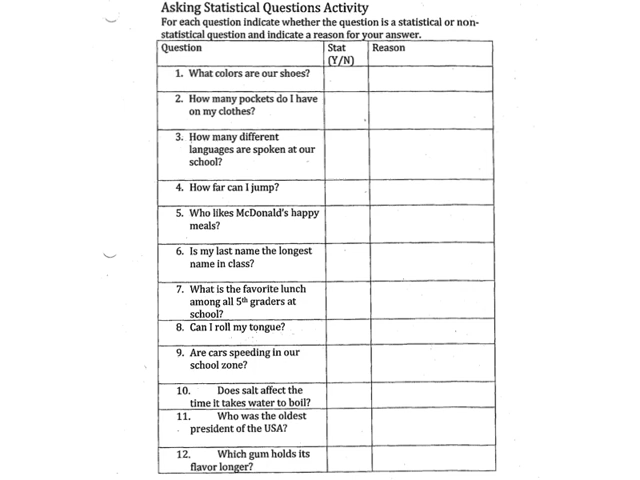 Asking Statistical Questions Activity
For each question indicate whether the question is a statistical or non-
statistical question and indicate a reason for your answer.
Question Stat Reason
(Y/N)
1. What colors are our shoes?
2. How many pockets do I have
on my clothes?
3. How many different
languages are spoken at our
school?
4. How far can I jump?
5. Who likes McDonald's happy
meals?
6. Is my last name the longest
name in class?
7. What is the favorite lunch
among all 5th graders at
school?
8. Can I roll my tongue?
9. Are cars speeding in our
school zone?
10. Does salt affect the
time it takes water to boil?
11. Who was the oldest
president of the USA?
12. Which gum holds its
flavor longer?